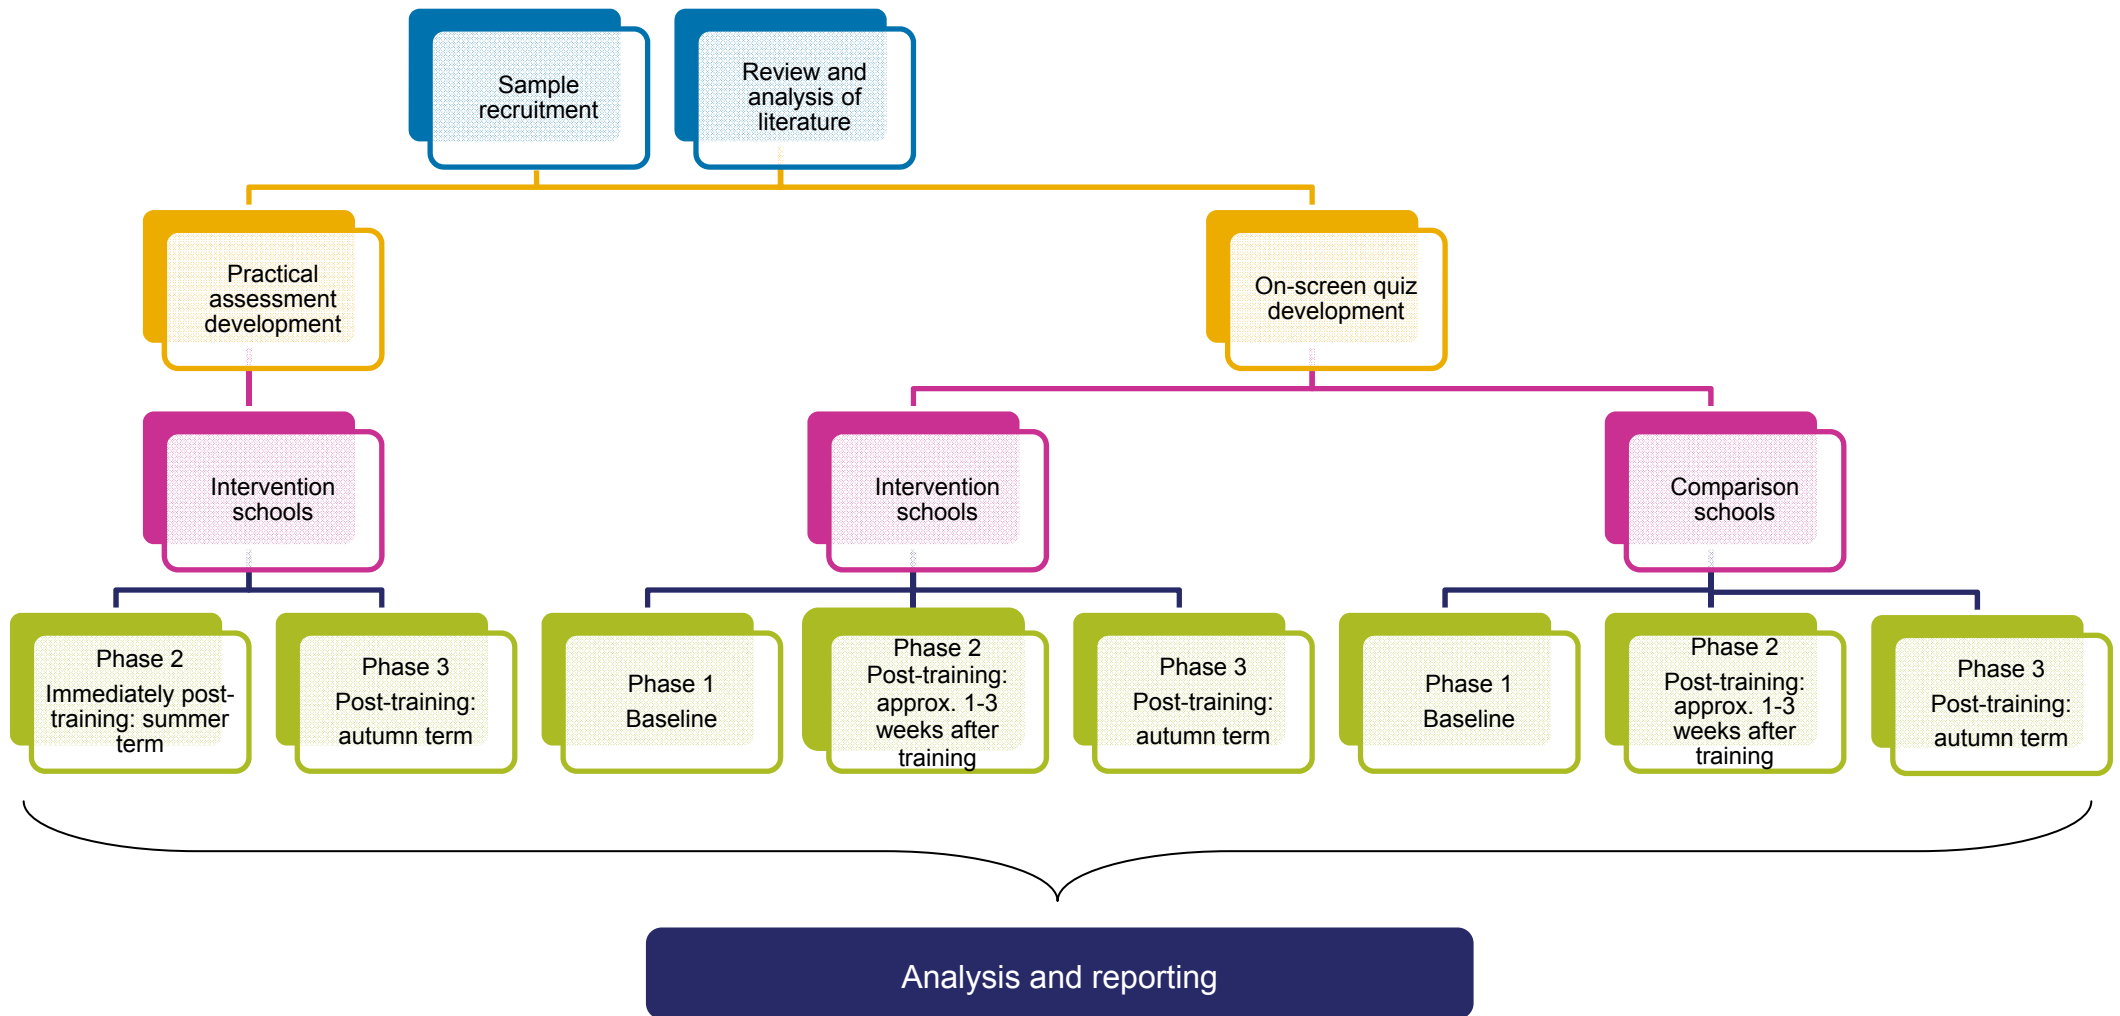 Sample
recruitment
Review and
analysis of
literature
Practical
assessment
development
On-screen quiz
development
Intervention
schools
Intervention
schools
Comparison
schools
Phase 2
Immediately post-
training: summer
term
Phase 3
Post-training:
autumn term
Phase 1
Baseline
Phase 2
Post-training:
approx. 1-3
weeks after
training
Phase 3
Post-training:
autumn term
Phase 1
Baseline
Phase 2
Post-training:
approx. 1-3
weeks after
training
Phase 3
Post-training:
autumn term
Analysis and reporting